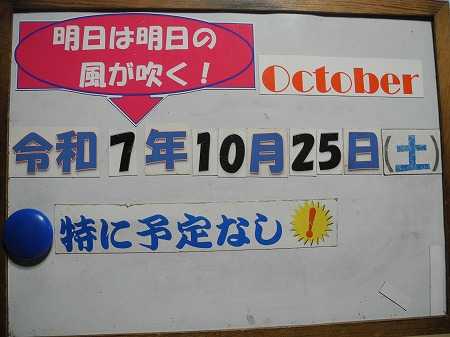 明日は明日の
風が吹く！
October
令和7年10月25日(土)
特に予定なし！